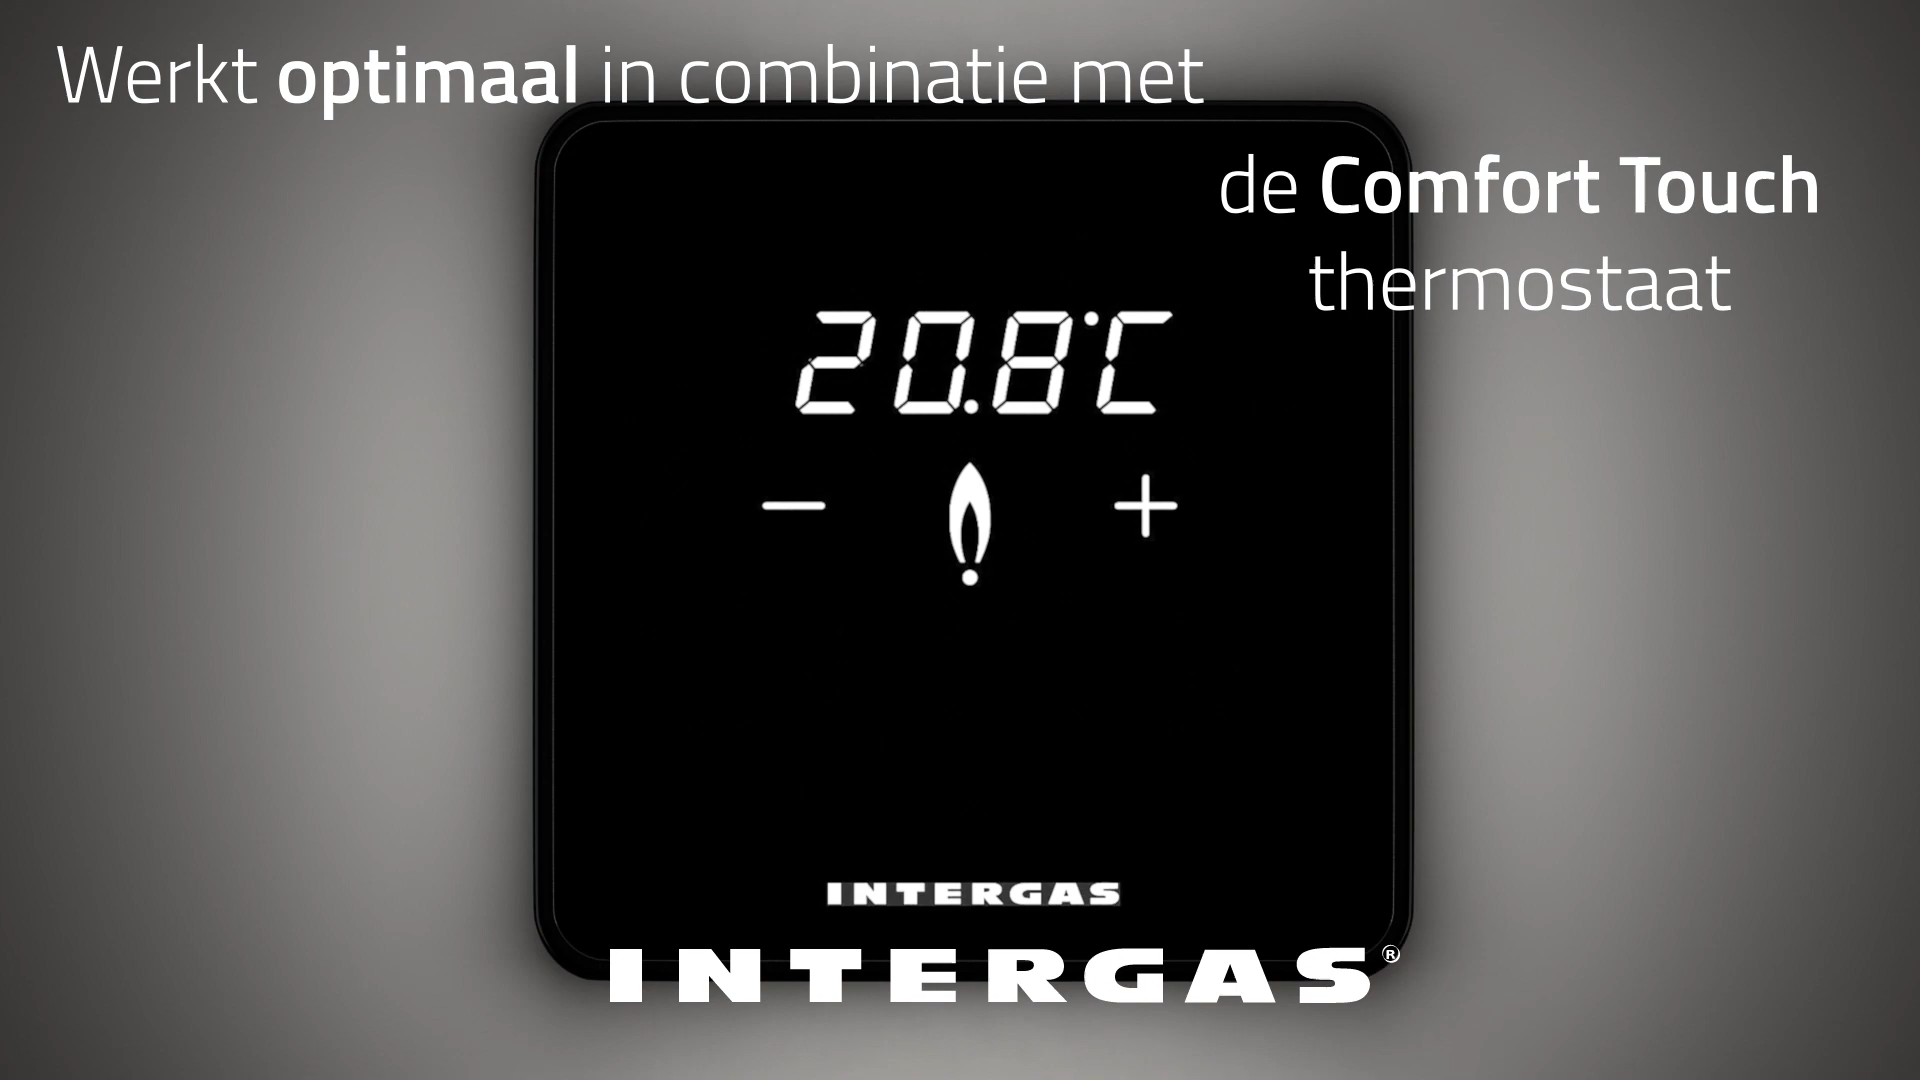 Werkt optimaal in combinatie met
de Comfort Touch
thermostaat
20.8°C
− +
INTERGAS
INTERGAS®